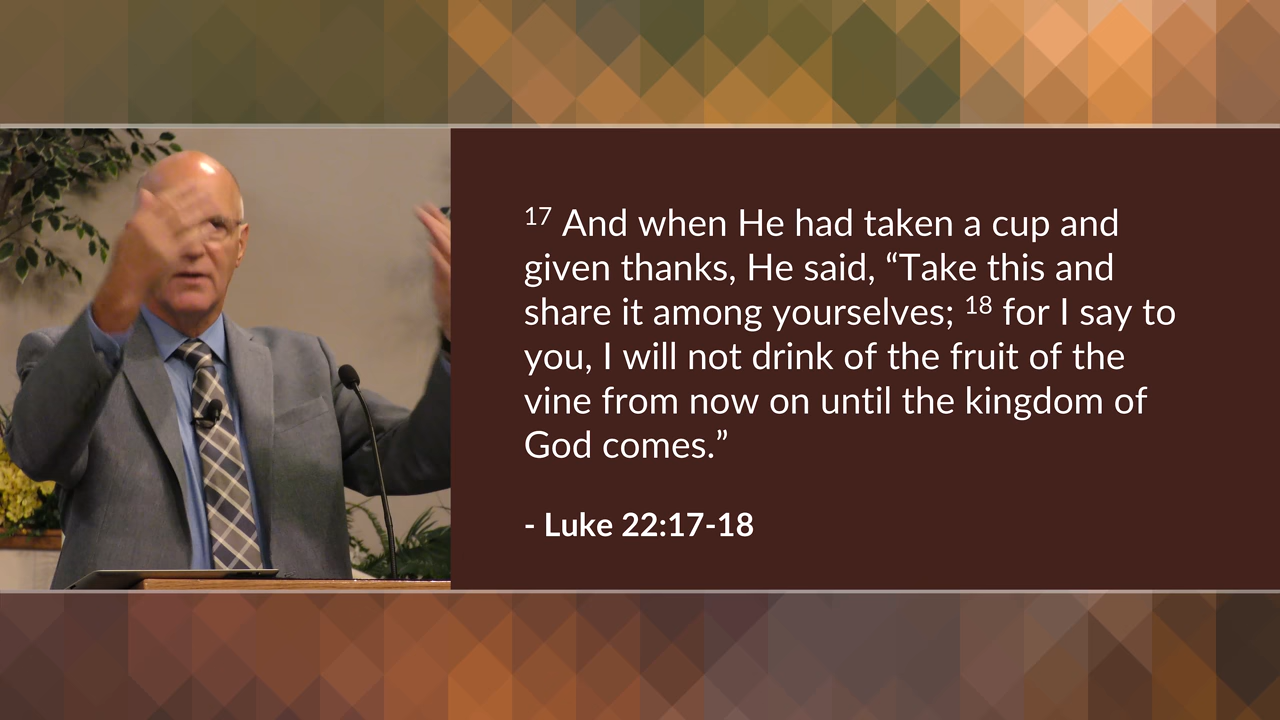 17 And when He had taken a cup and
given thanks, He said, “Take this and
share it among yourselves; 18 for I say to
you, I will not drink of the fruit of the
vine from now on until the kingdom of
God comes.”
- Luke 22:17-18